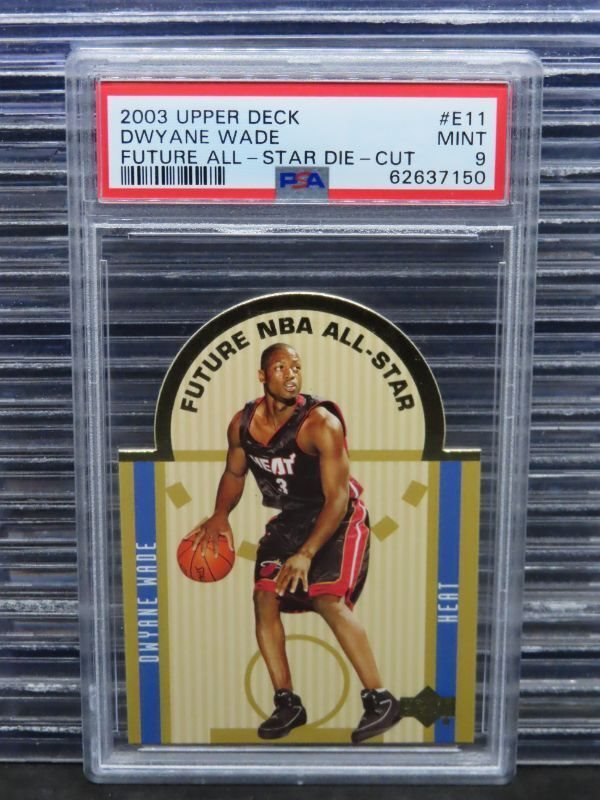 2003 UPPER DECK #E11
DWYANE WADE MINT
FUTURE ALL - STAR DIE - CUT 9
PSA 62637150
FUTURE NBA ALL-STAR
HEAT
3
DWYANE WADE
HEAT